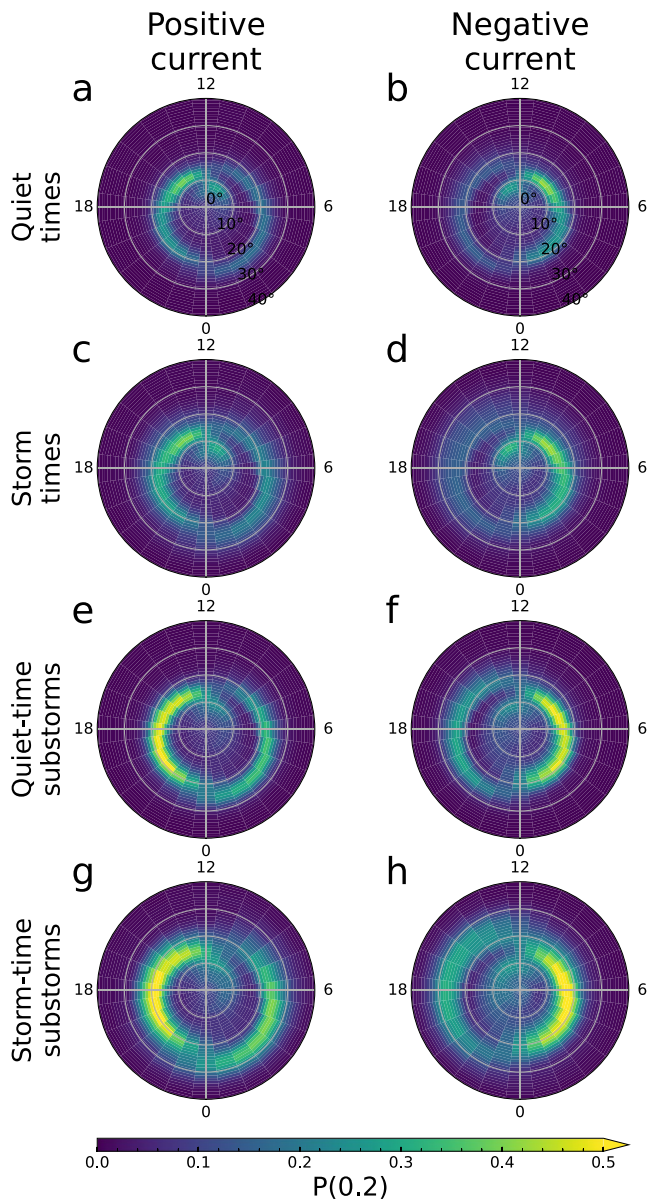 Positive
current
Negative
current
a
12
b
12
Quiet
times
18
6
18
6
0°
10°
20°
30°
40°
0°
10°
20°
30°
40°
0
0
c
12
d
12
Storm
times
18
6
18
6
0
0
e
12
f
12
Quiet-time
substorms
18
6
18
6
0
0
g
12
h
12
Storm-time
substorms
18
6
18
6
0
0
0.0 0.1 0.2 0.3 0.4 0.5
P(0.2)